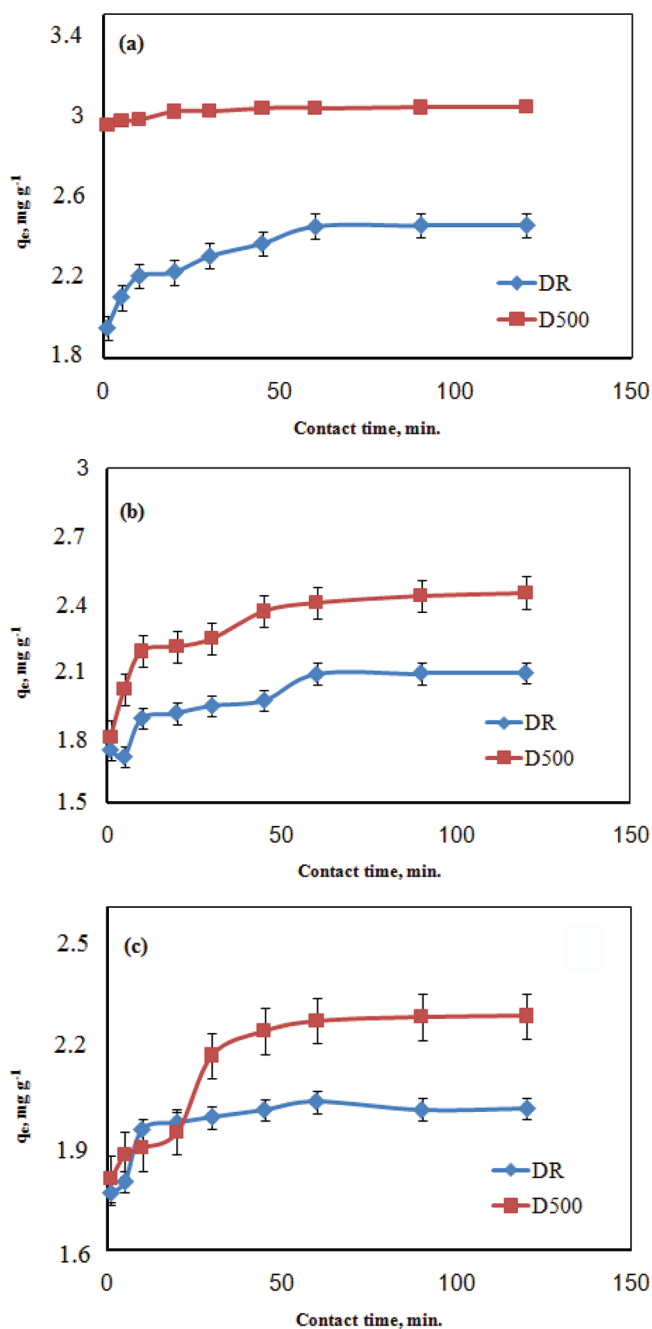 3.4
(a)
3
2.6
2.2
1.8
qe, mg g-1
DR
D500
0
50
100
150
Contact time, min.
3
(b)
2.7
2.4
2.1
1.8
1.5
qe, mg g-1
DR
D500
0
50
100
150
Contact time, min.
2.5
(c)
2.2
1.9
1.6
qe, mg g-1
DR
D500
0
50
100
150
Contact time, min.